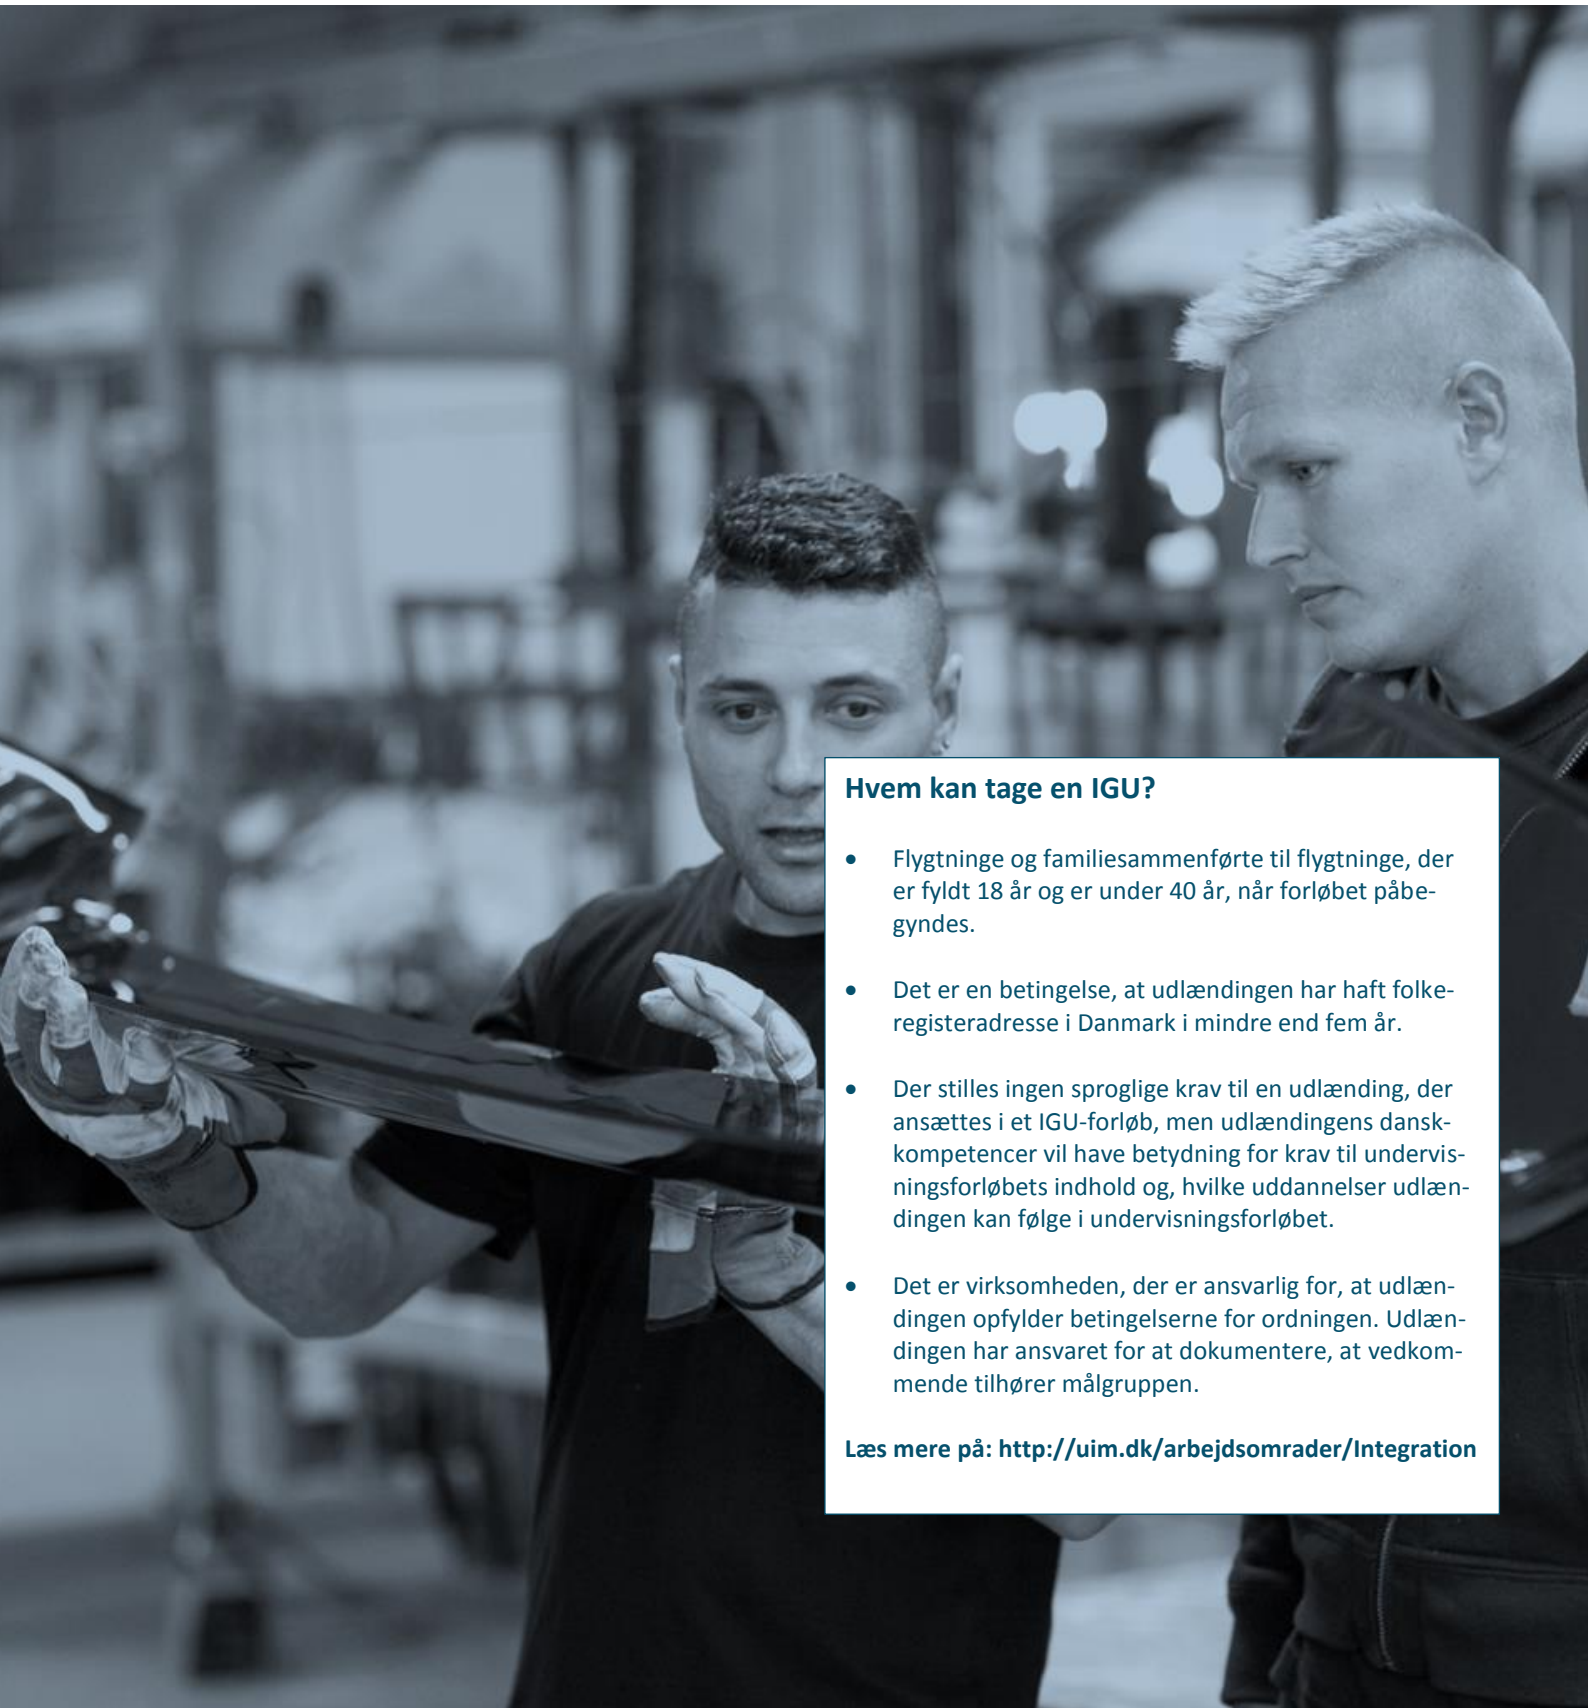 Hvem kan tage en IGU?
• Flygtninge og familiesammenførte til flygtninge, der
er fyldt 18 år og er under 40 år, når forløbet påbe-
gyndes.
• Det er en betingelse, at udlændingen har haft folke-
registeradresse i Danmark i mindre end fem år.
• Der stilles ingen sproglige krav til en udlænding, der
ansættes i et IGU-forløb, men udlændingens dansk-
kompetencer vil have betydning for krav til undervis-
ningsforløbets indhold og, hvilke uddannelser udlæn-
dingen kan følge i undervisningsforløbet.
• Det er virksomheden, der er ansvarlig for, at udlæn-
dingen opfylder betingelserne for ordningen. Udlæn-
dingen har ansvaret for at dokumentere, at vedkom-
mende tilhører målgruppen.
Læs mere på: http://uim.dk/arbejdsomrader/Integration